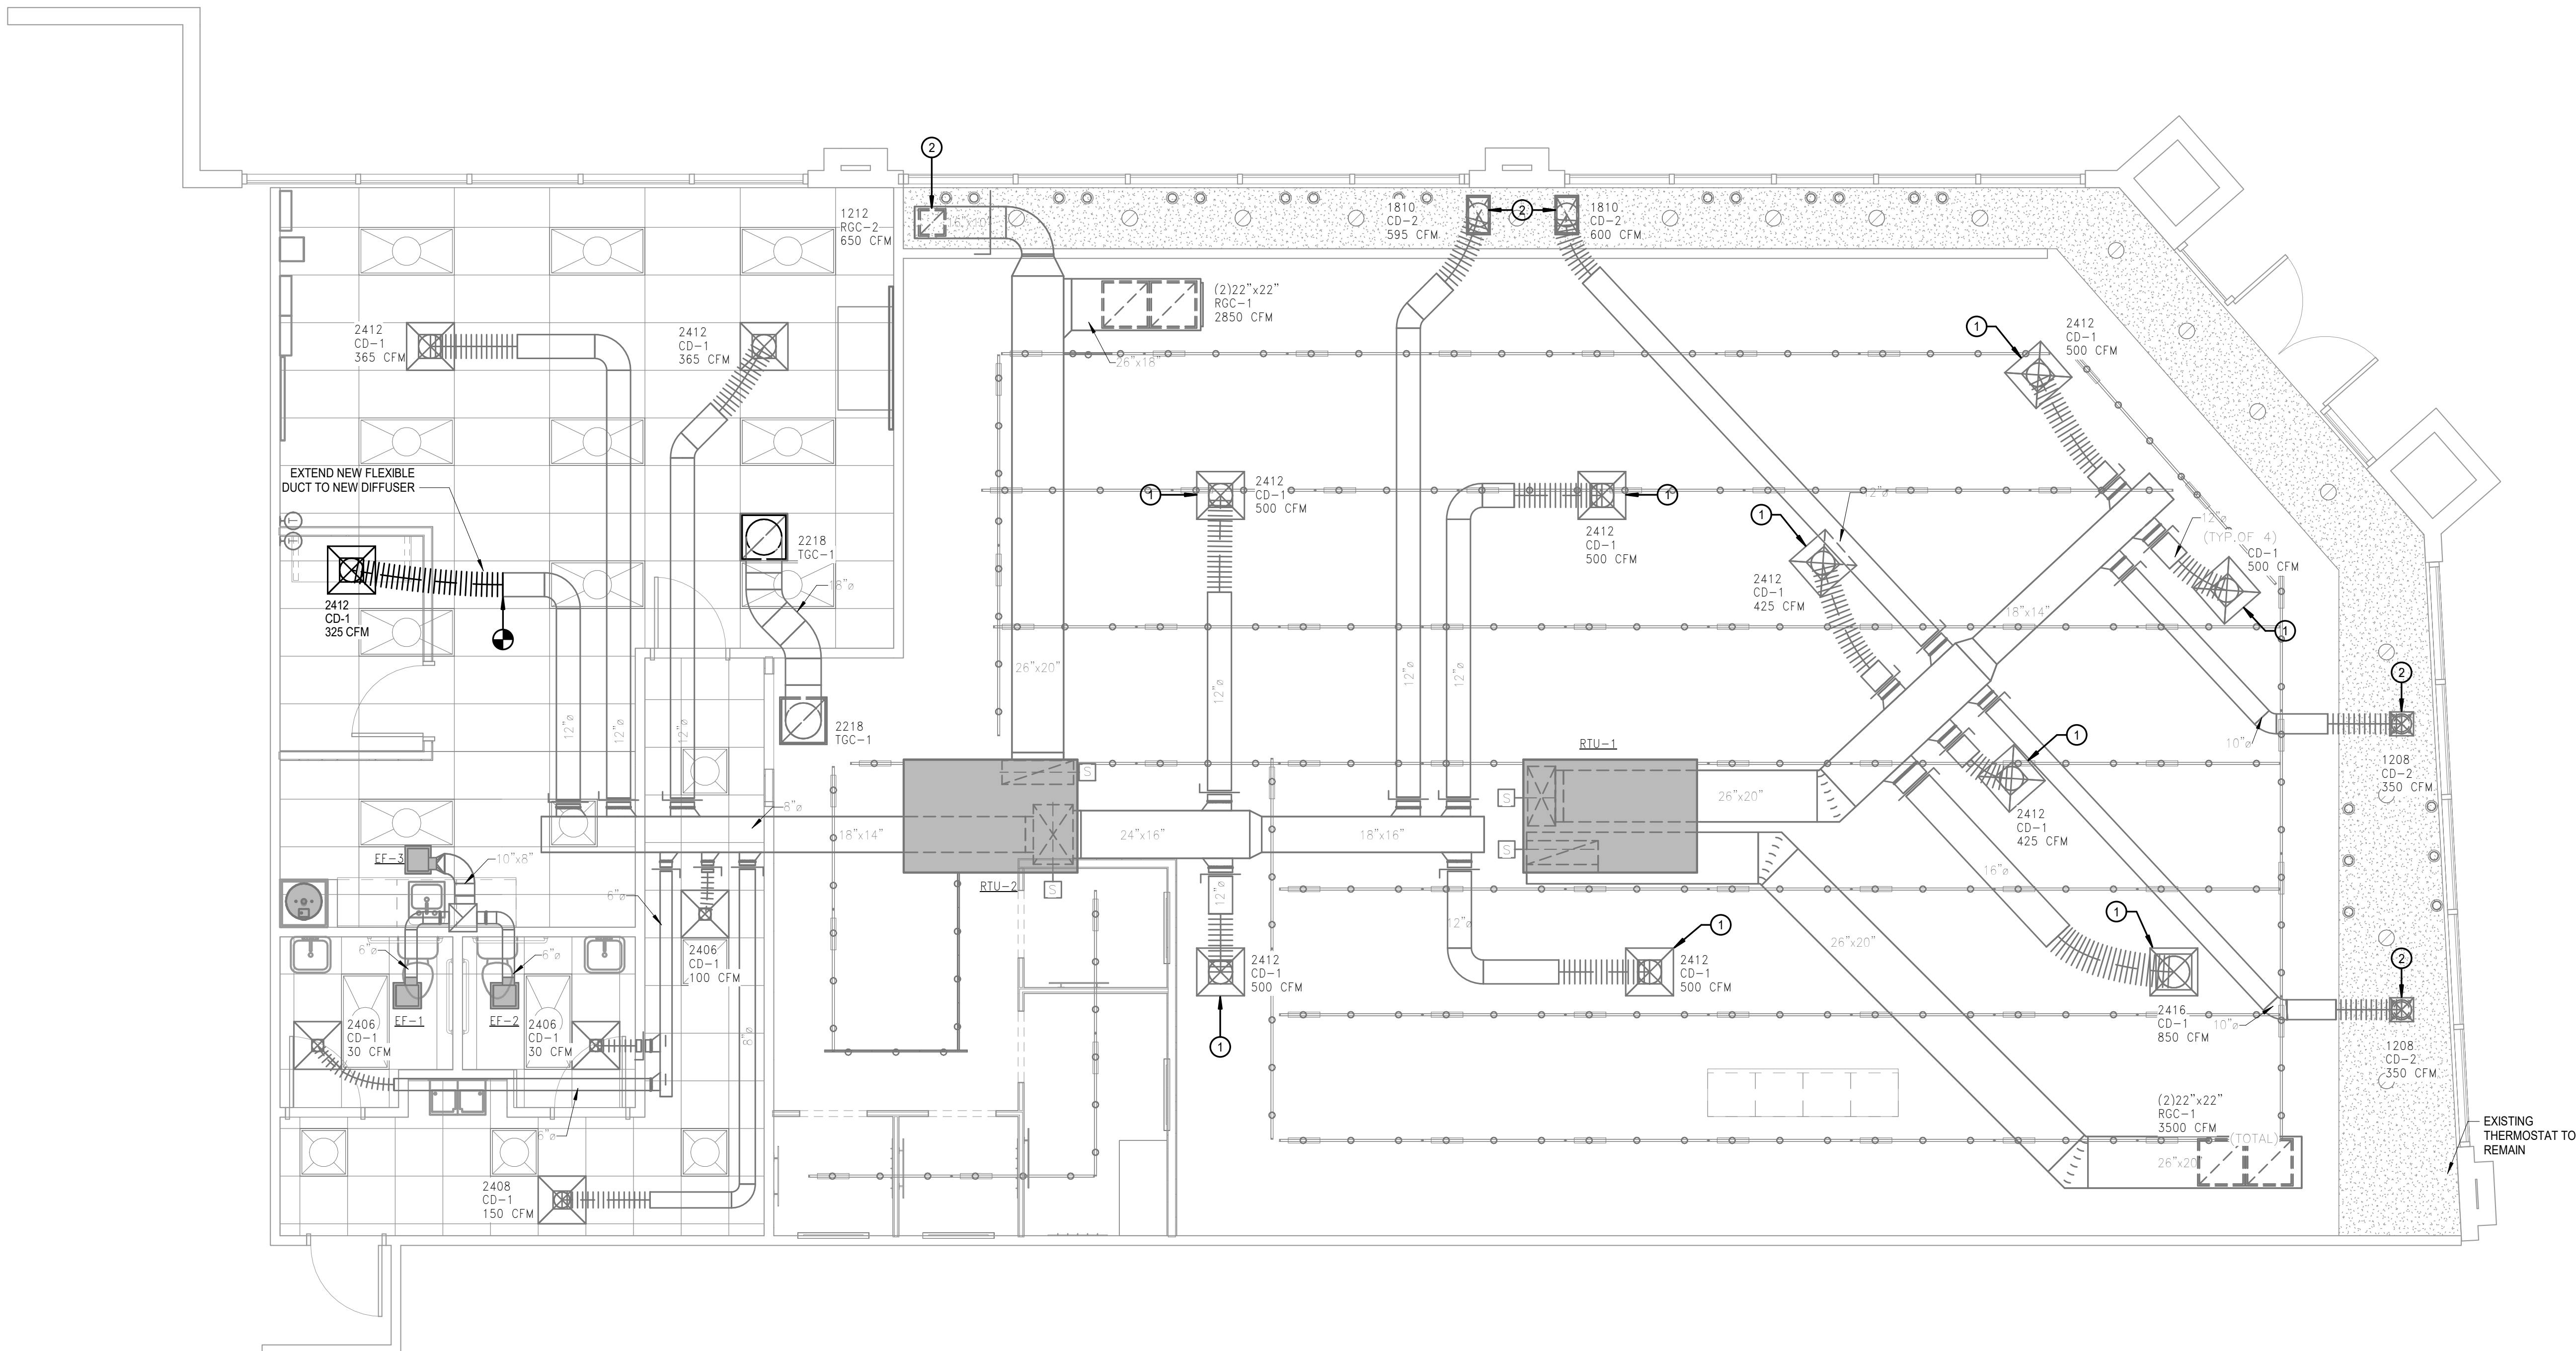 2
1212
RGC-2
650 CFM
1810
CD-2
595 CFM
2
1810
CD-2
600 CFM
(2)22"x22"
RGC-1
2850 CFM
26"x18"
2412
CD-1
365 CFM
2412
CD-1
365 CFM
1
2412
CD-1
500 CFM
EXTEND NEW FLEXIBLE
DUCT TO NEW DIFFUSER
1
2412
CD-1
500 CFM
1
2412
CD-1
500 CFM
12"ø
1
2412
CD-1
425 CFM
12"ø
(TYP.OF 4)
CD-1
500 CFM
1
T
T
2218
TGC-1
18"ø
2412
CD-1
325 CFM
18"x14"
26"x20"
12"ø
12"ø
12"ø
12"ø
12"ø
12"ø
2218
TGC-1
2
10"ø
1208
CD-2
350 CFM
RTU-1
1
2412
CD-1
425 CFM
S
26"x20"
S
8"ø
18"x14"
24"x16"
18"x16"
S
RTU-2
S
EF-3
10"x8"
6"ø
12"ø
16"ø
12"ø
1
1
26"x20"
2406
CD-1
100 CFM
6"ø
6"ø
2412
CD-1
500 CFM
2412
CD-1
500 CFM
2
EF-1
EF-2
2406
CD-1
30 CFM
2406
CD-1
30 CFM
8"ø
1
2416
CD-1
850 CFM
10"ø
1208
CD-2
350 CFM
6"ø
(2)22"x22"
RGC-1
3500 CFM
(TOTAL)
26"x20"
EXISTING
THERMOSTAT TO
REMAIN
2408
CD-1
150 CFM